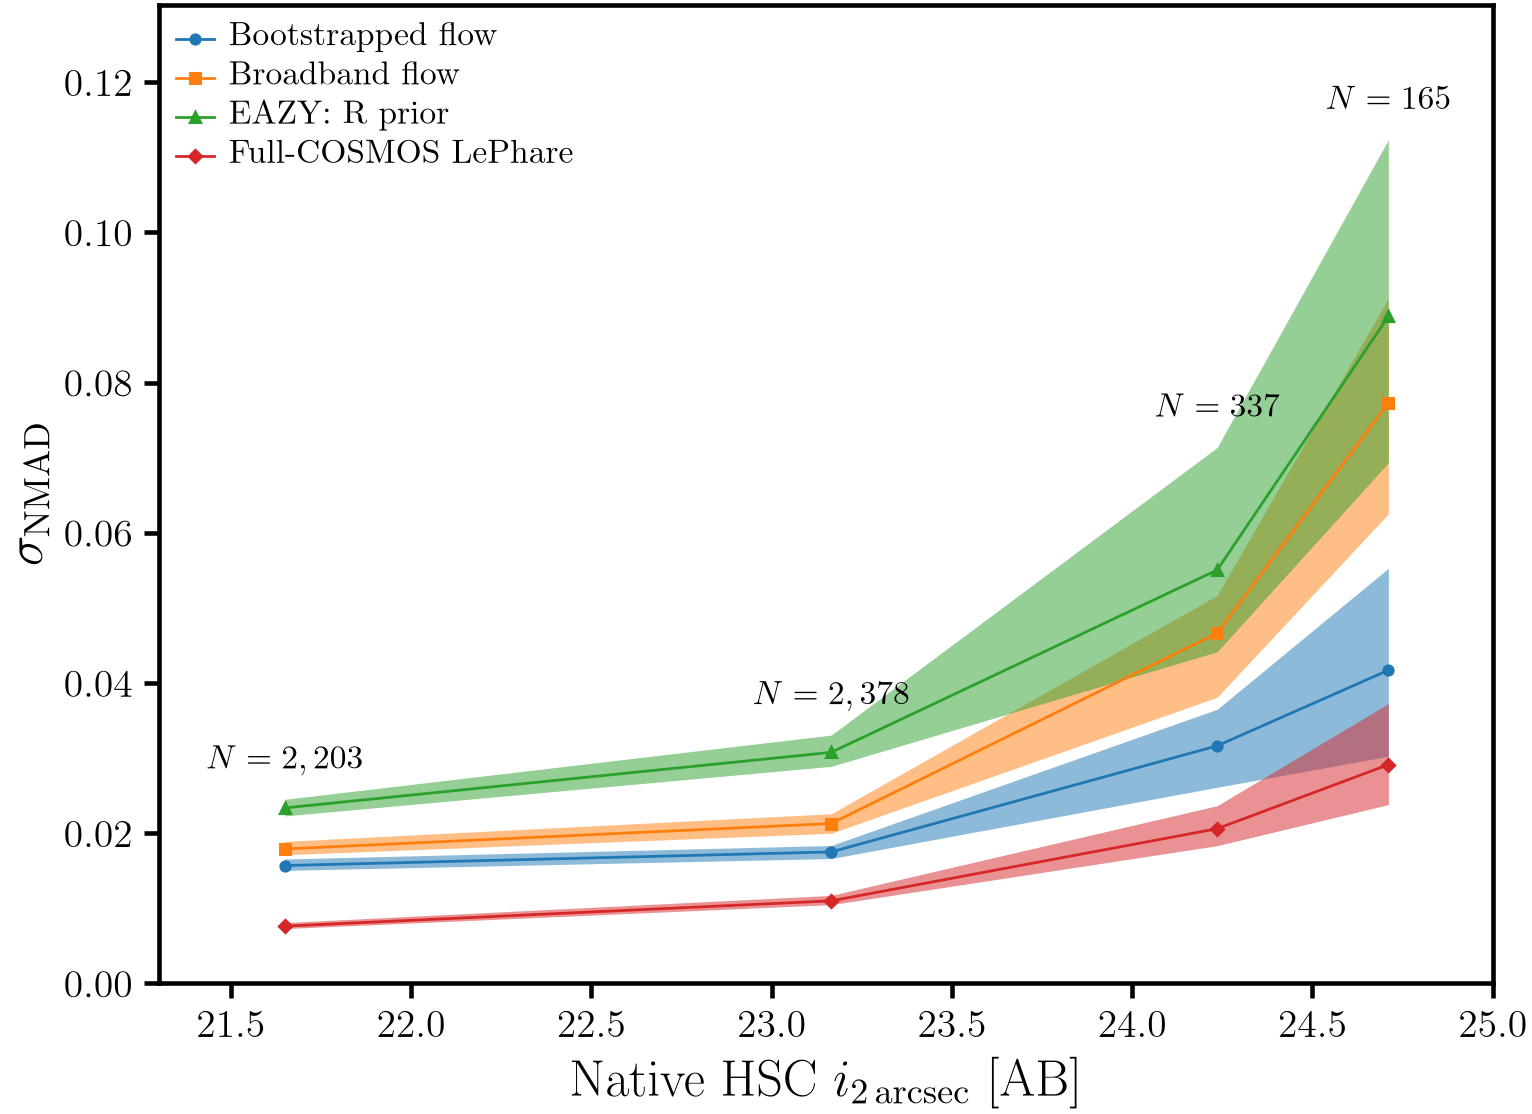 Bootstrapped flow
Broadband flow
EAZY: R prior
Full-COSMOS LePhare
N = 165
N = 337
N = 2,378
N = 2,203
0.12
0.10
0.08
0.06
0.04
0.02
0.00
σNMAD
21.5 22.0 22.5 23.0 23.5 24.0 24.5 25.0
Native HSC i2 arcsec [AB]